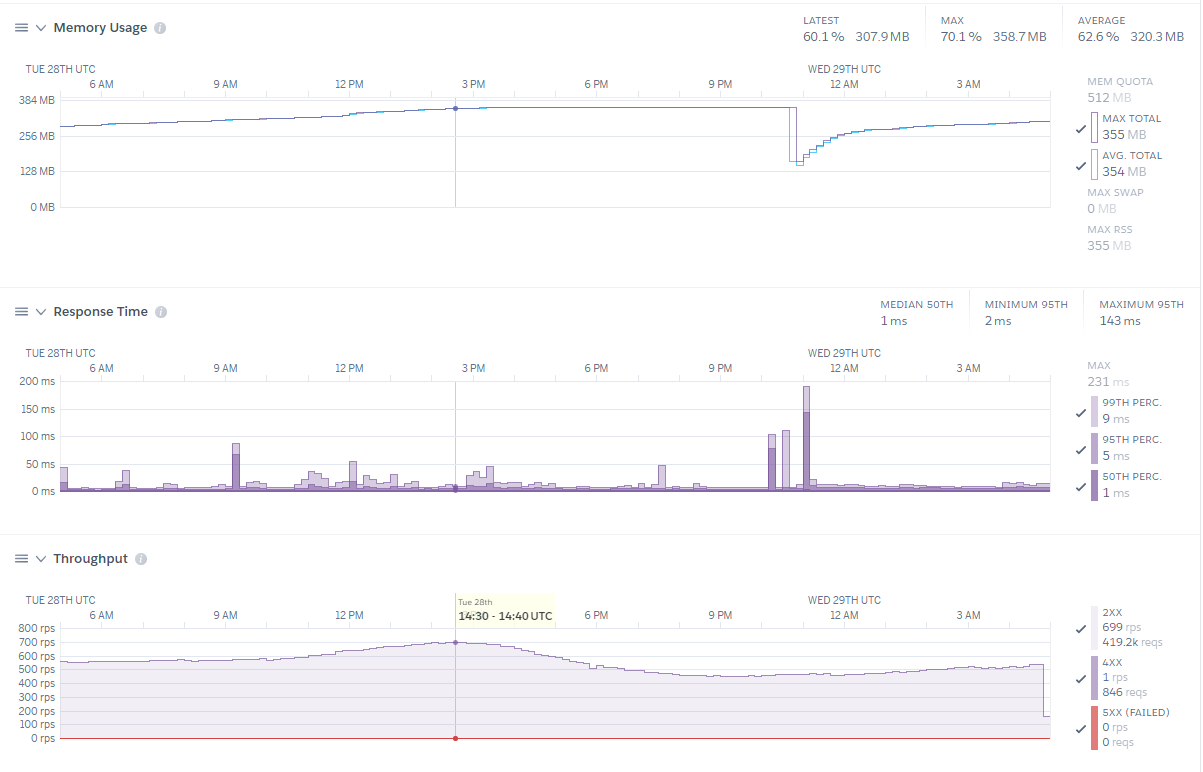 Memory Usage i
LATEST MAX AVERAGE
60.1 % 307.9 MB 70.1 % 358.7 MB 62.6 % 320.3 MB
TUE 28TH UTC WED 29TH UTC
6 AM 9 AM 12 PM 3 PM 6 PM 9 PM 12 AM 3 AM
384 MB
256 MB
128 MB
0 MB
MEM QUOTA
512 MB
MAX TOTAL
355 MB
AVG. TOTAL
354 MB
MAX SWAP
0 MB
MAX RSS
355 MB
Response Time i
MEDIAN 50TH MINIMUM 95TH MAXIMUM 95TH
1 ms 2 ms 143 ms
TUE 28TH UTC WED 29TH UTC
6 AM 9 AM 12 PM 3 PM 6 PM 9 PM 12 AM 3 AM
200 ms
150 ms
100 ms
50 ms
0 ms
MAX
231 ms
99TH PERC.
9 ms
95TH PERC.
5 ms
50TH PERC.
1 ms
Throughput i
TUE 28TH UTC WED 29TH UTC
6 AM 9 AM 12 PM 6 PM 9 PM 12 AM 3 AM
Tue 28th
14:30 - 14:40 UTC
800 rps
700 rps
600 rps
500 rps
400 rps
300 rps
200 rps
100 rps
0 rps
2XX
699 rps
419.2k reqs
4XX
1 rps
846 reqs
5XX (FAILED)
0 rps
0 reqs